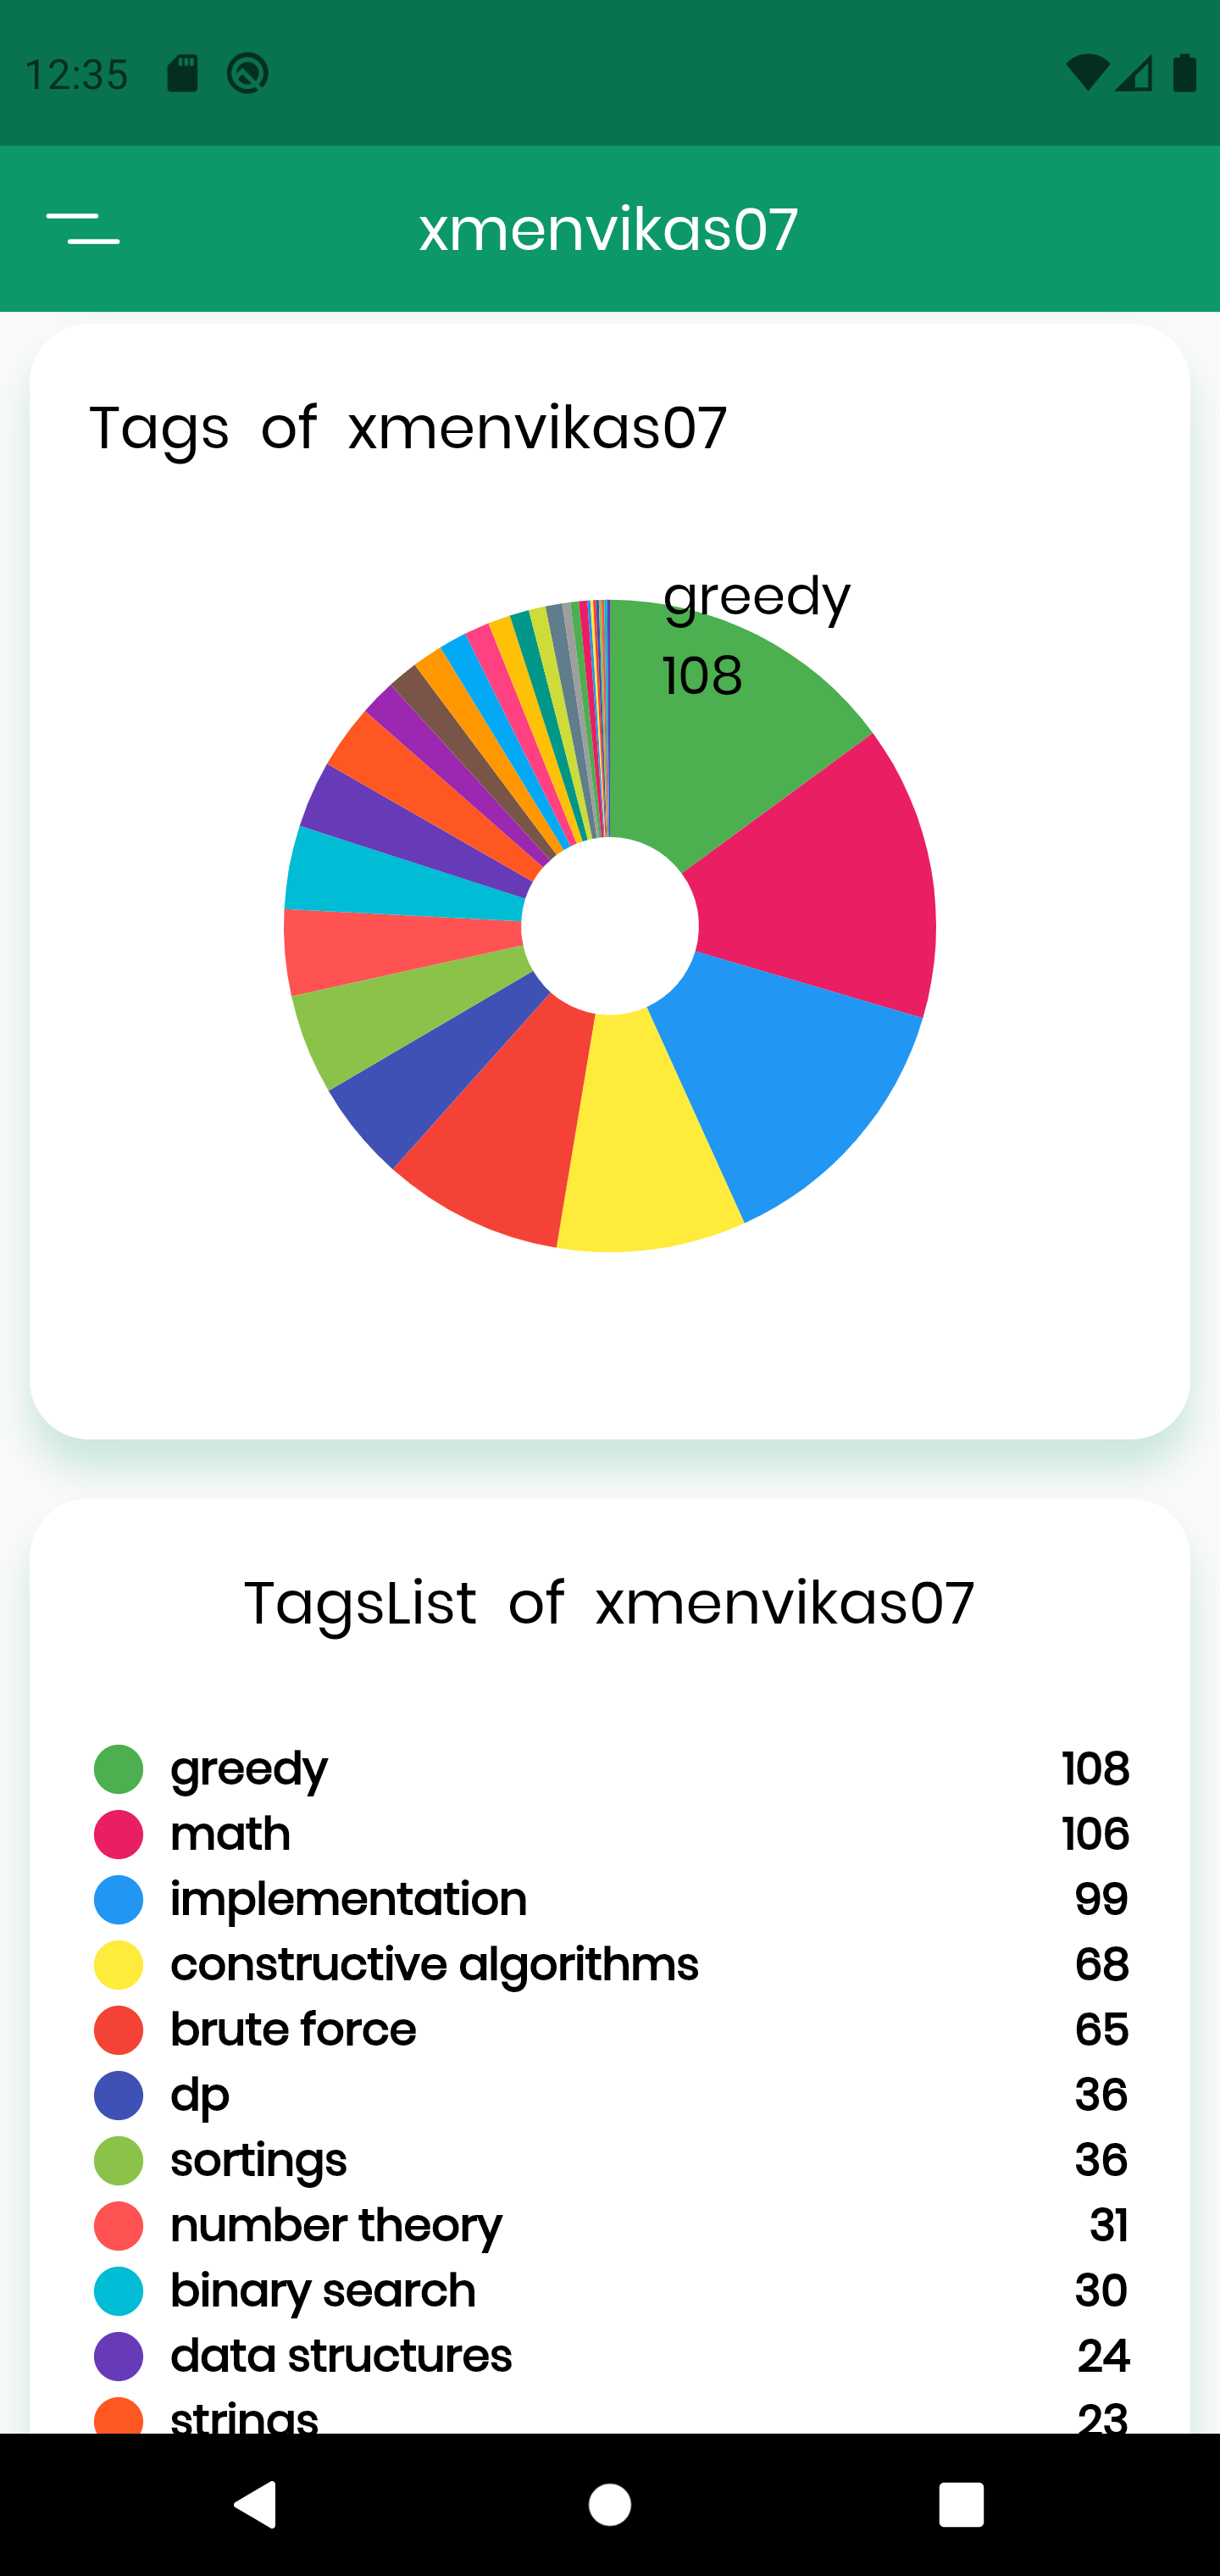 12:35
xmenvikas07
Tags of xmenvikas07
greedy
108
TagsList of xmenvikas07
greedy 108
math 106
implementation 99
constructive algorithms 68
brute force 65
dp 36
sortings 36
number theory 31
binary search 30
data structures 24
strings 23